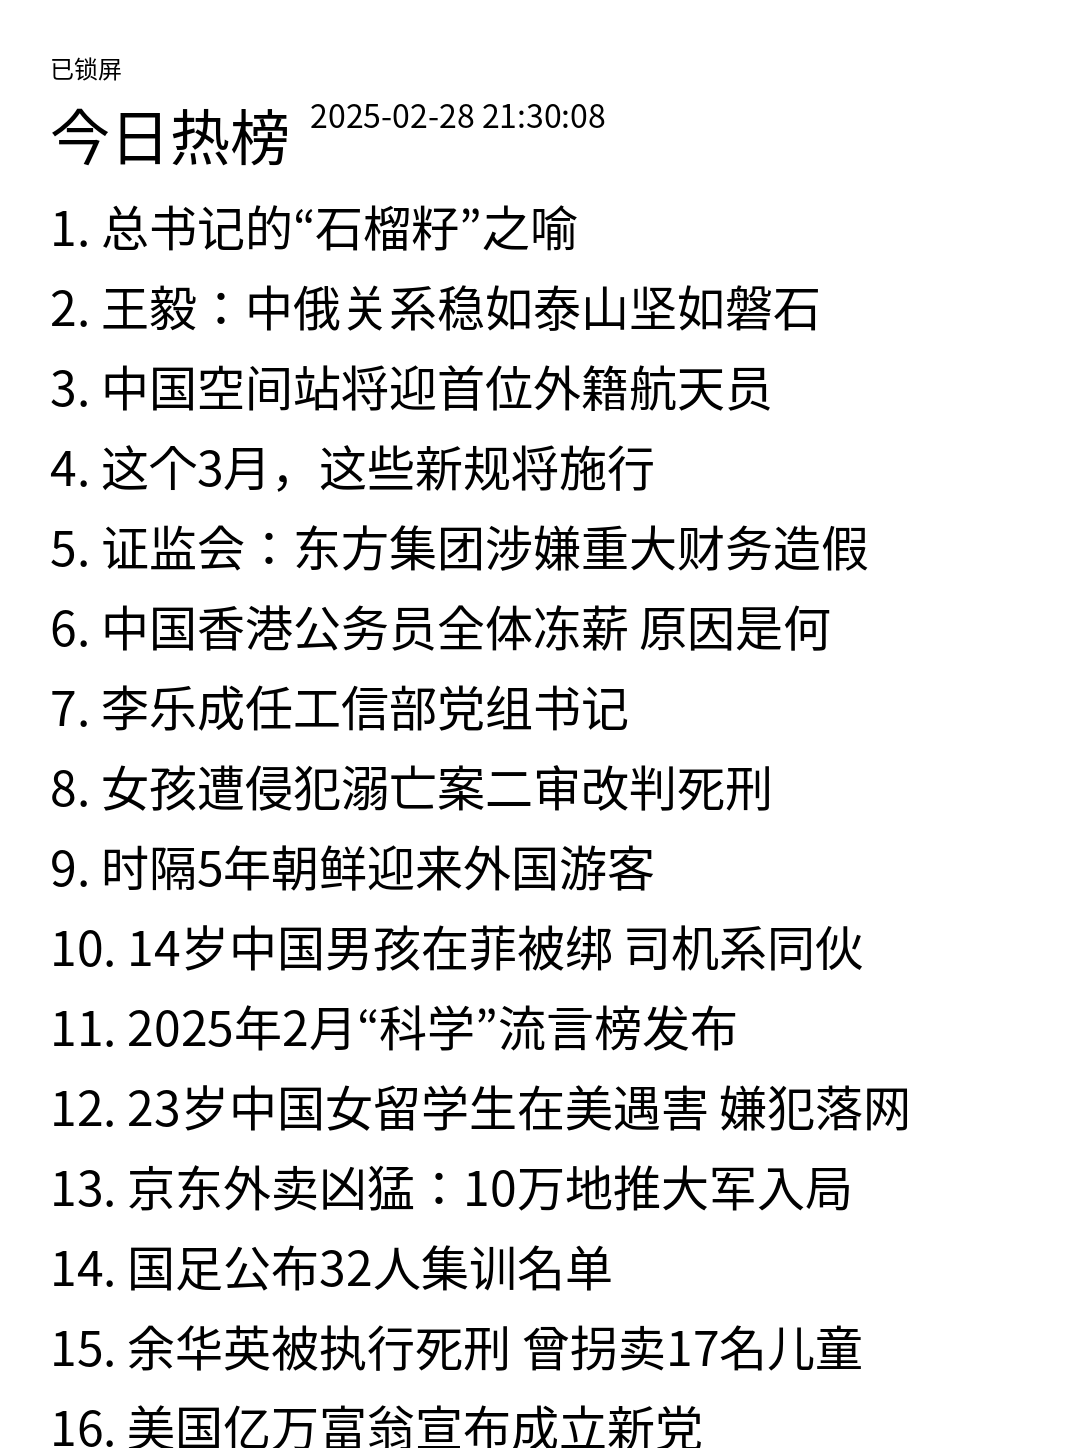 已锁屏
今日热榜 2025-02-28 21:30:08
1. 总书记的“石榴籽”之喻
2. 王毅：中俄关系稳如泰山坚如磐石
3. 中国空间站将迎首位外籍航天员
4. 这个3月，这些新规将施行
5. 证监会：东方集团涉嫌重大财务造假
6. 中国香港公务员全体冻薪 原因是何
7. 李乐成任工信部党组书记
8. 女孩遭侵犯溺亡案二审改判死刑
9. 时隔5年朝鲜迎来外国游客
10. 14岁中国男孩在菲被绑 司机系同伙
11. 2025年2月“科学”流言榜发布
12. 23岁中国女留学生在美遇害 嫌犯落网
13. 京东外卖凶猛：10万地推大军入局
14. 国足公布32人集训名单
15. 余华英被执行死刑 曾拐卖17名儿童
16. 美国亿万富翁宣布成立新党